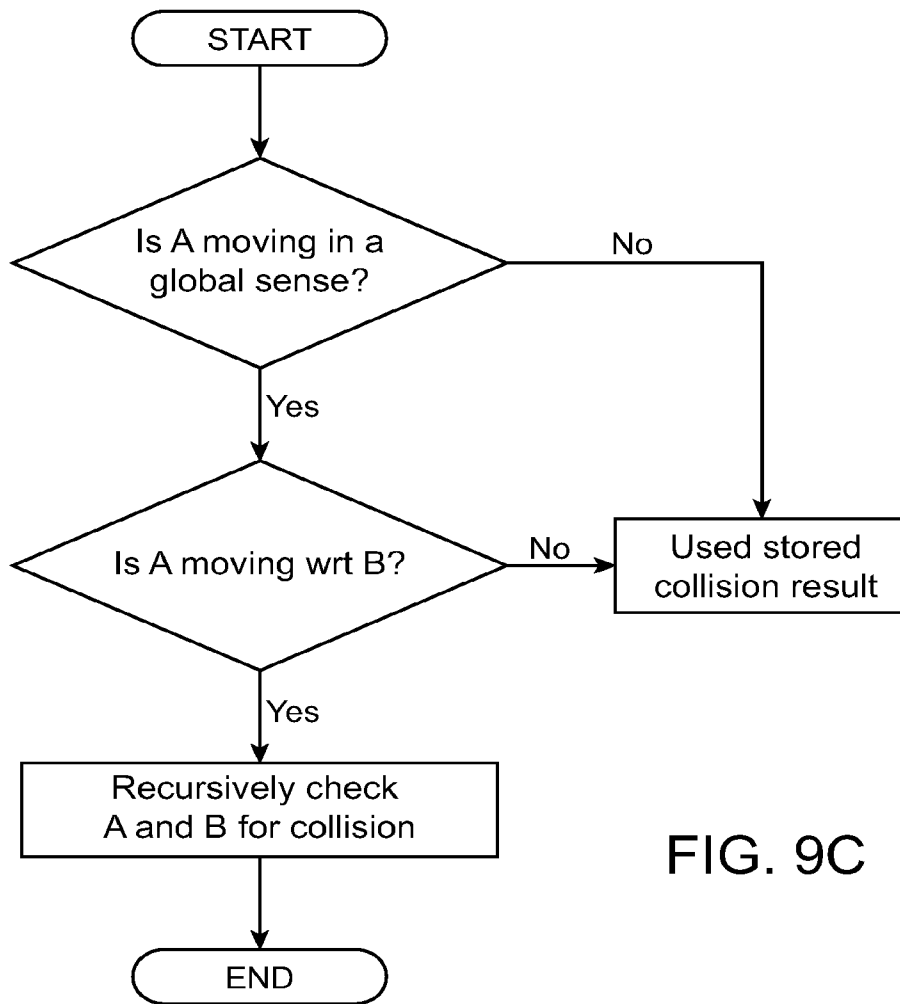 START
Is A moving in a
global sense?
No
Yes
Is A moving wrt B?
No
Used stored
collision result
Yes
Recursively check
A and B for collision
FIG. 9C
END